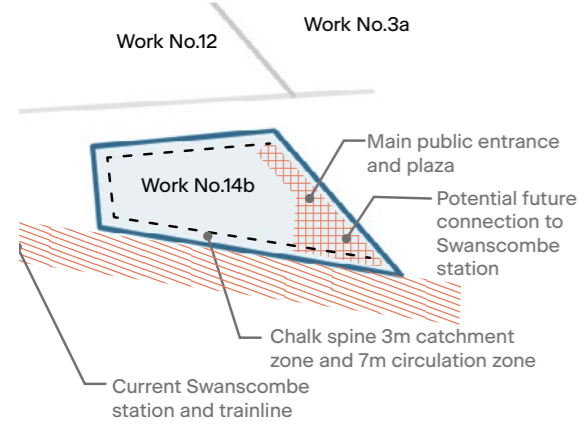 Work No.12
Work No.3a
Main public entrance
and plaza
Work No.14b
Potential future
connection to
Swanscombe
station
Chalk spine 3m catchment
zone and 7m circulation zone
Current Swanscombe
station and trainline